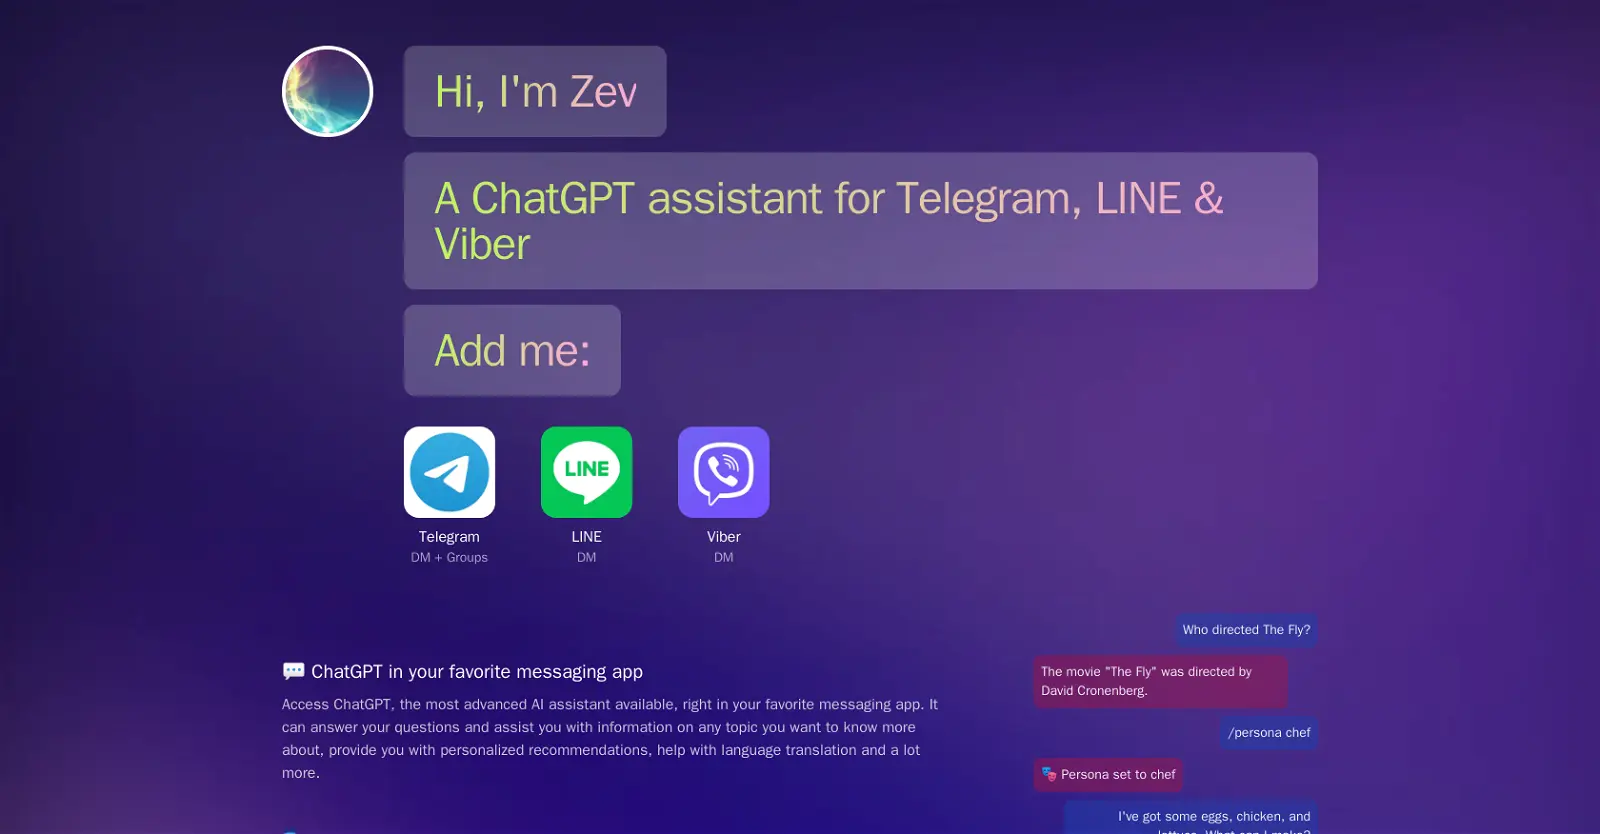 Hi, I'm Zev
A ChatGPT assistant for Telegram, LINE &
Viber
Add me:
LINE
Telegram
DM + Groups
LINE
DM
Viber
DM
💬 ChatGPT in your favorite messaging app
Access ChatGPT, the most advanced AI assistant available, right in your favorite messaging app. It
can answer your questions and assist you with information on any topic you want to know more
about, provide you with personalized recommendations, help with language translation and a lot
more.
Who directed The Fly?
The movie "The Fly" was directed by
David Cronenberg.
/persona chef
🎭 Persona set to chef
I've got some eggs, chicken, and
lettuce. What can I make?